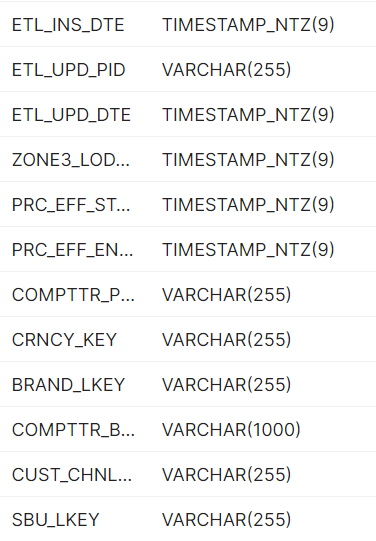 ETL_INS_DTE TIMESTAMP_NTZ(9)
ETL_UPD_PID VARCHAR(255)
ETL_UPD_DTE TIMESTAMP_NTZ(9)
ZONE3_LOD... TIMESTAMP_NTZ(9)
PRC_EFF_ST... TIMESTAMP_NTZ(9)
PRC_EFF_EN... TIMESTAMP_NTZ(9)
COMPTTR_P... VARCHAR(255)
CRNCY_KEY VARCHAR(255)
BRAND_LKEY VARCHAR(255)
COMPTTR_B... VARCHAR(1000)
CUST_CHNL... VARCHAR(255)
SBU_LKEY VARCHAR(255)